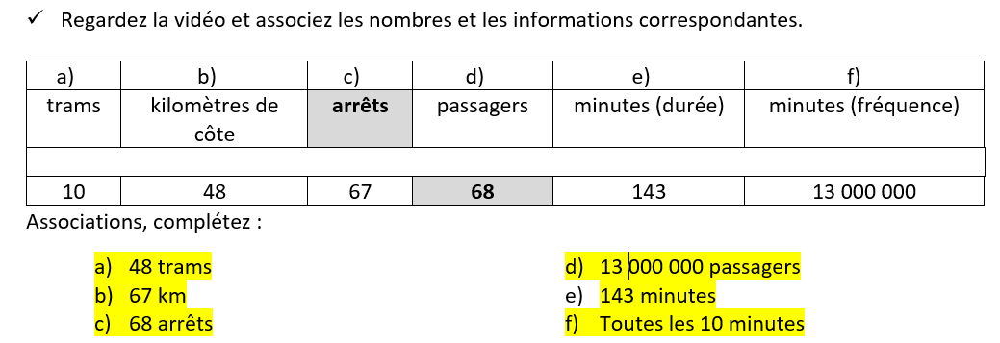 ✓ Regardez la vidéo et associez les nombres et les informations correspondantes.
a) b) c) d) e) f)
trams kilomètres de arrêts passagers minutes (durée) minutes (fréquence)
côte
10 48 67 68 143 13 000 000
Associations, complétez :
a) 48 trams d) 13 000 000 passagers
b) 67 km e) 143 minutes
c) 68 arrêts f) Toutes les 10 minutes